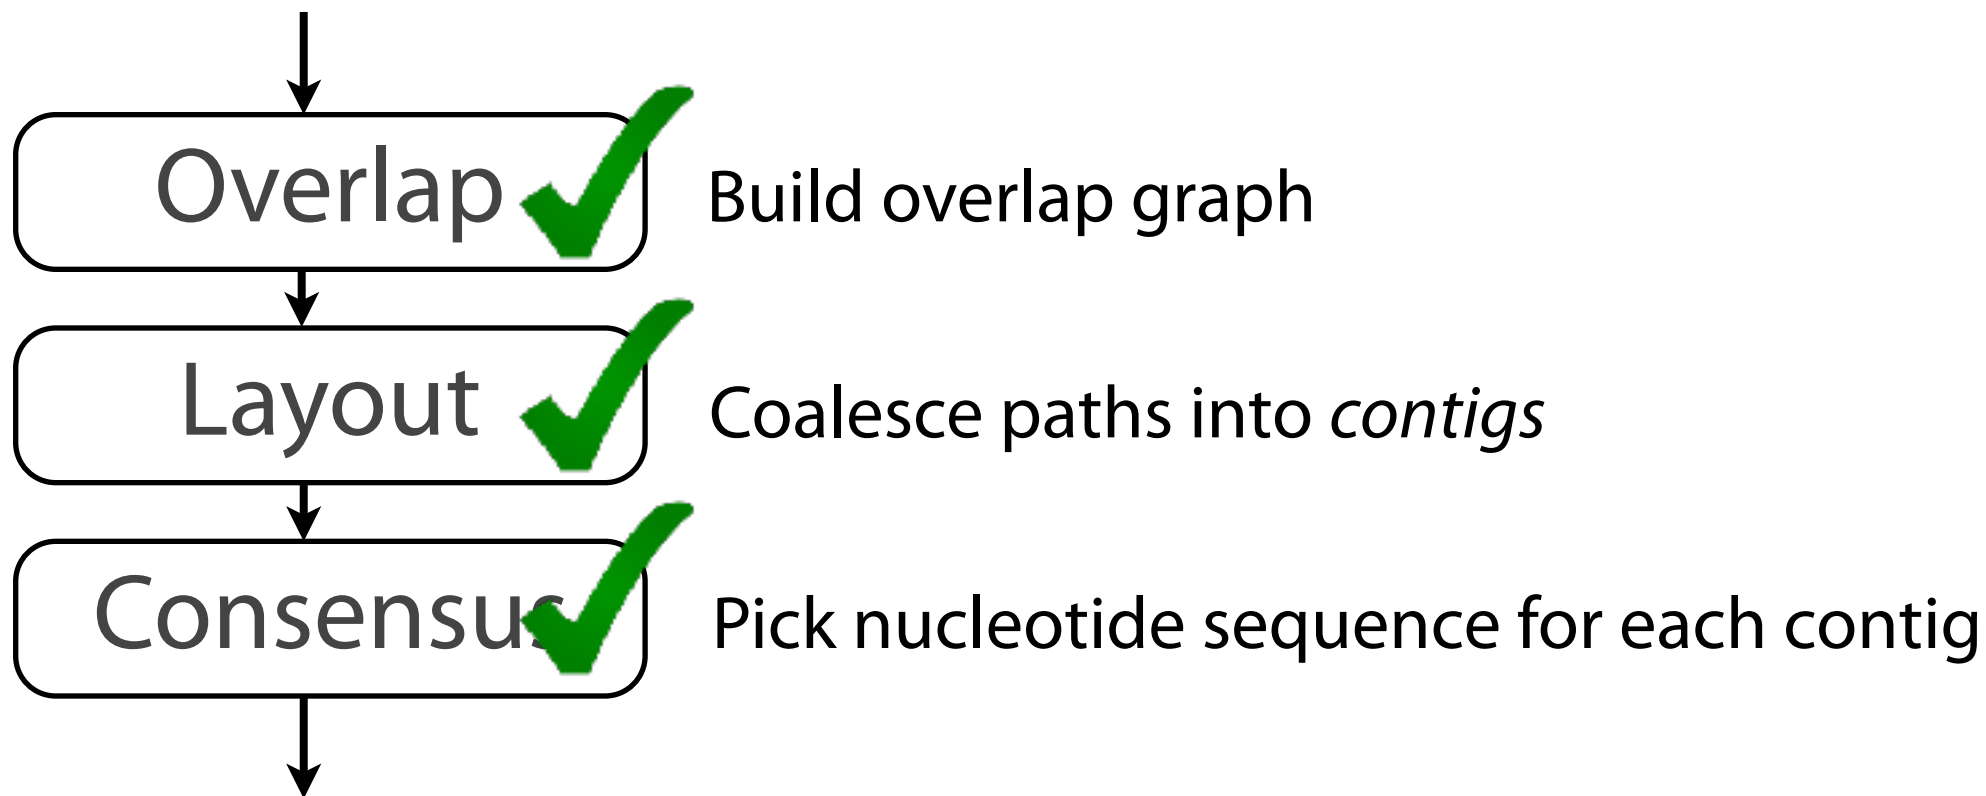 Overlap
Build overlap graph
Layout
Coalesce paths into contigs
Consensus
Pick nucleotide sequence for each contig